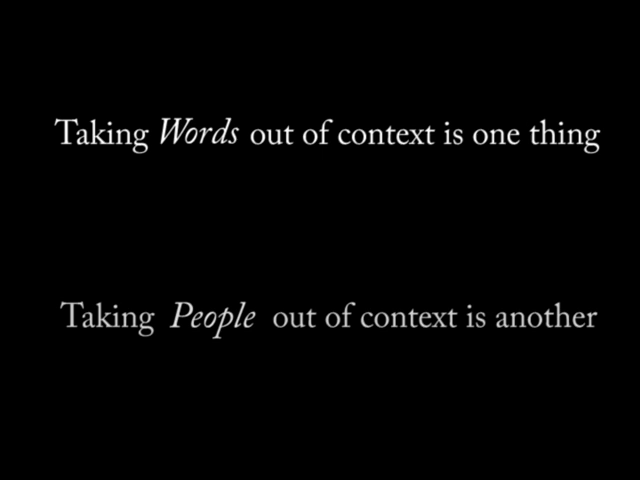 Taking Words out of context is one thing
Taking People out of context is another